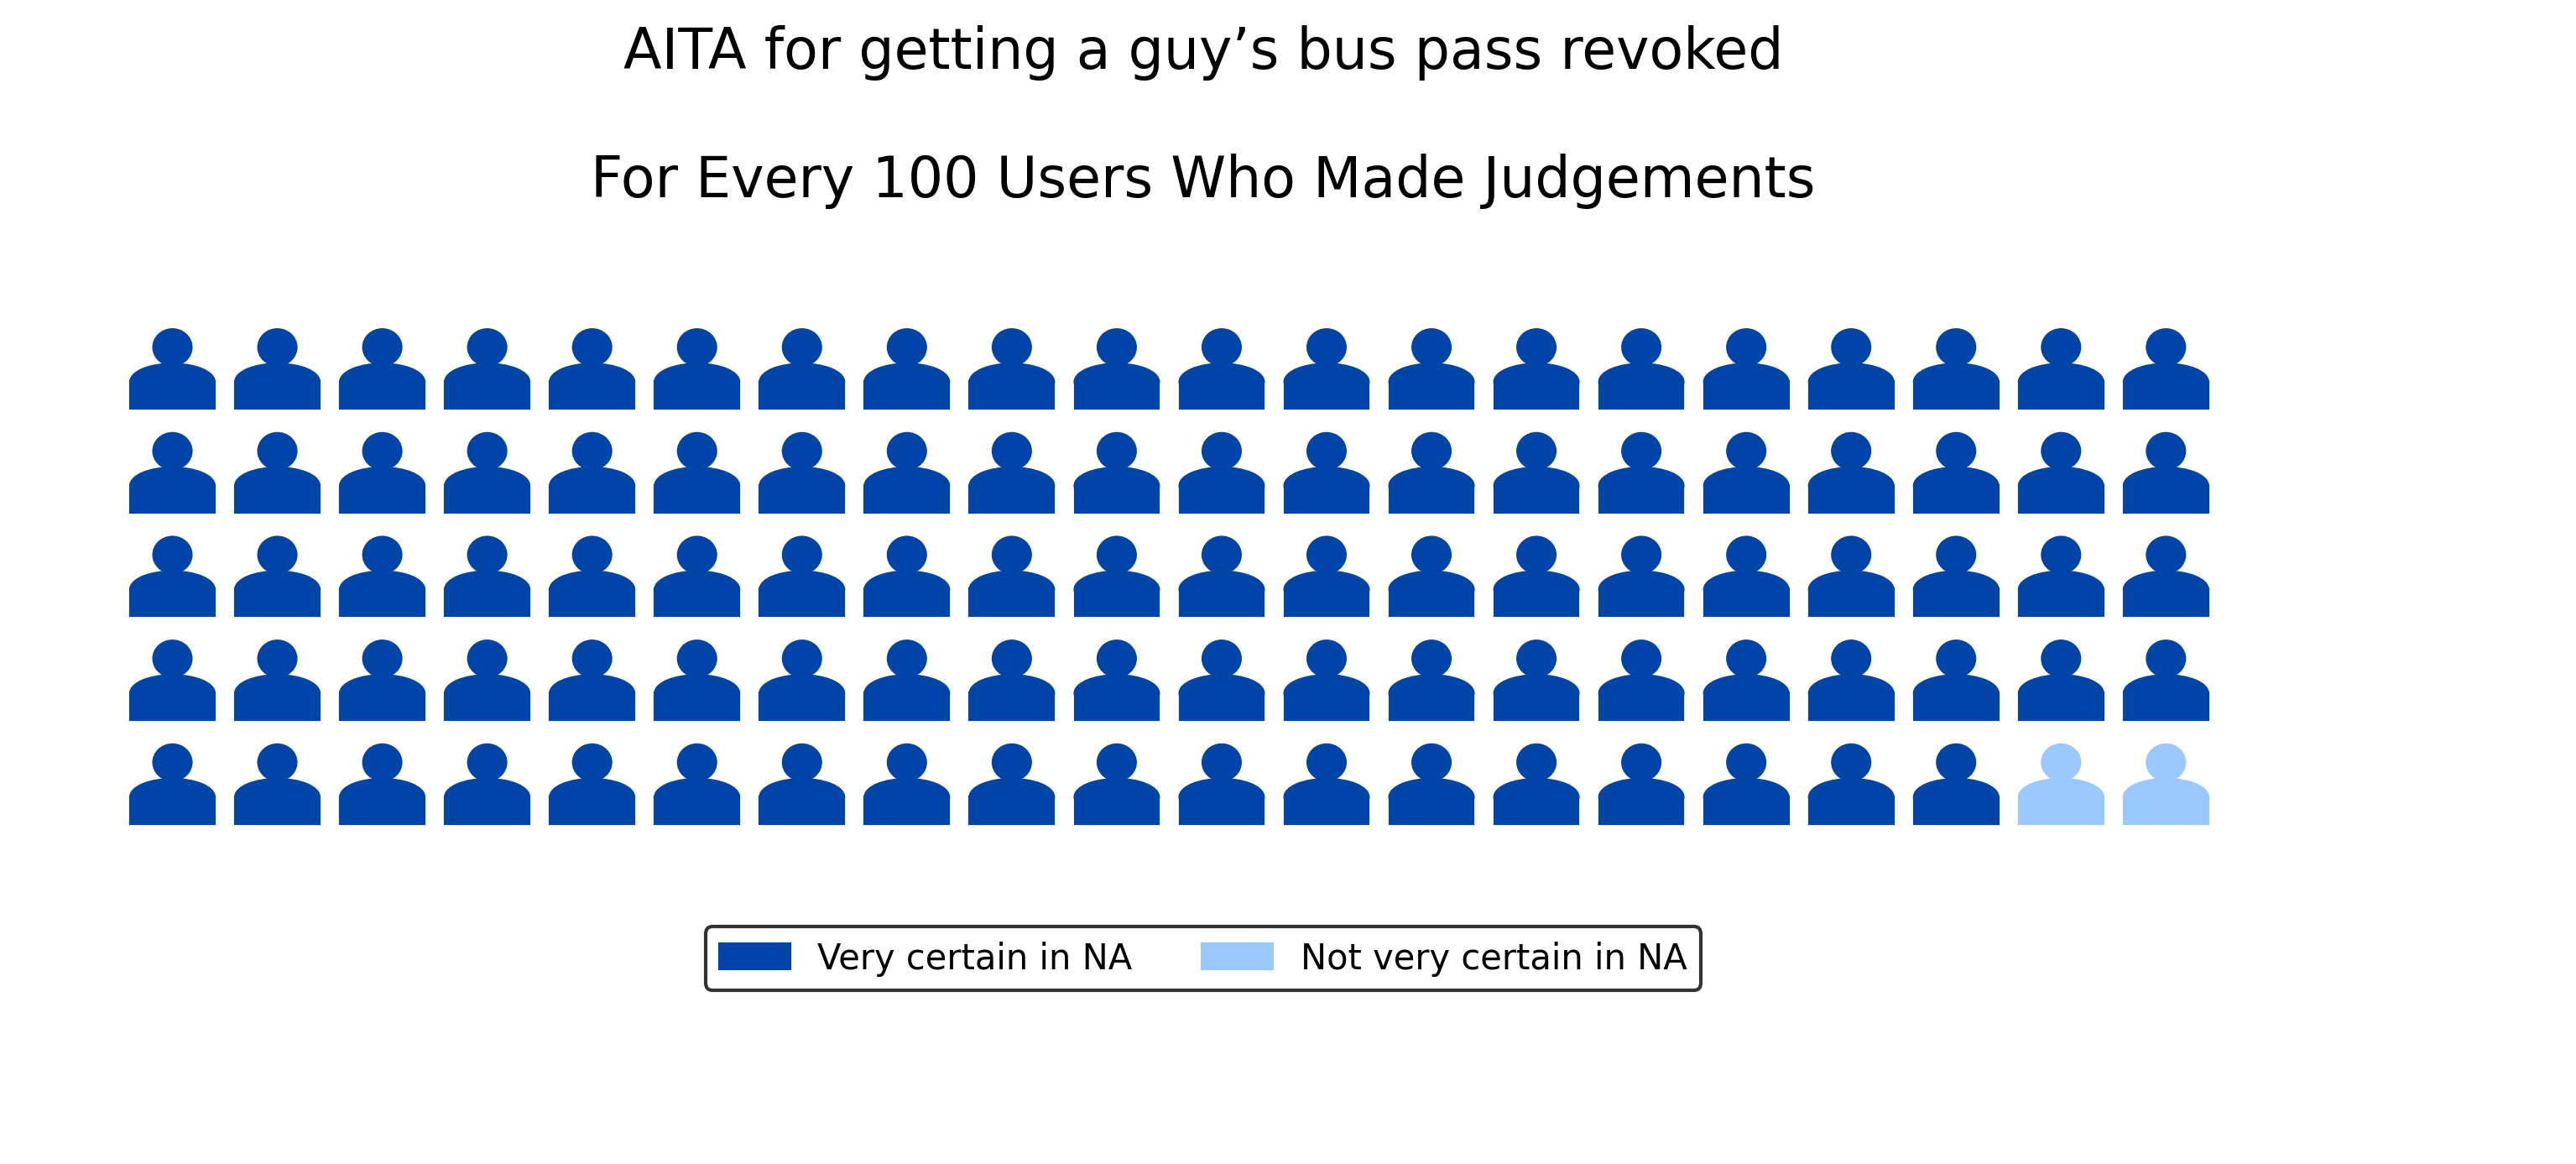 AITA for getting a guy’s bus pass revoked
For Every 100 Users Who Made Judgements
Very certain in NA
Not very certain in NA